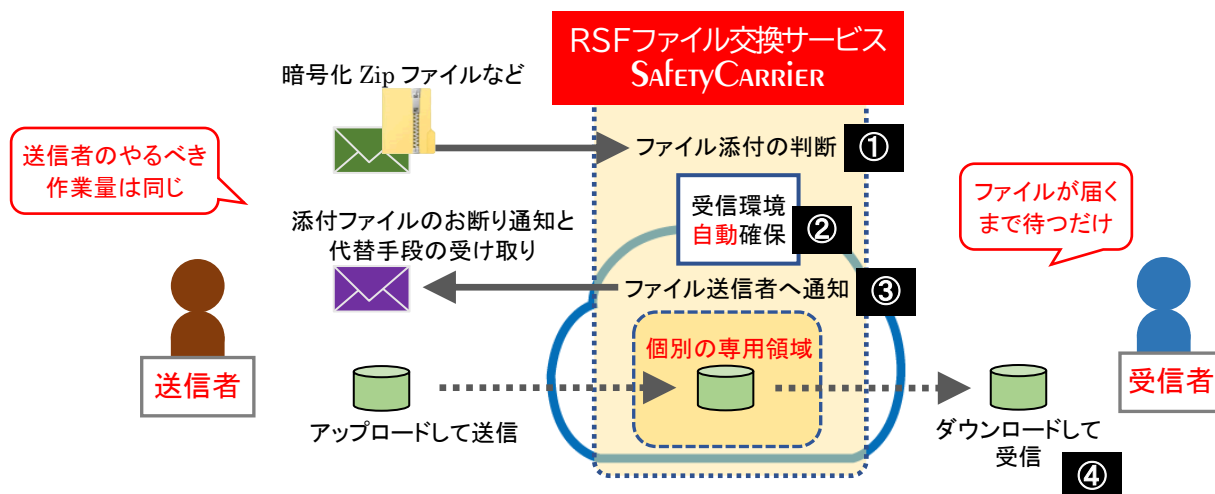 RSFファイル交換サービス
SAFETYCARRIER
暗号化 Zip ファイルなど
ファイル添付の判断 ①
送信者のやるべき
作業量は同じ
ファイルが届く
まで待つだけ
受信環境
自動確保 ②
添付ファイルのお断り通知と
代替手段の受け取り
ファイル送信者へ通知 ③
個別の専用領域
送信者
受信者
アップロードして送信
ダウンロードして
受信 ④